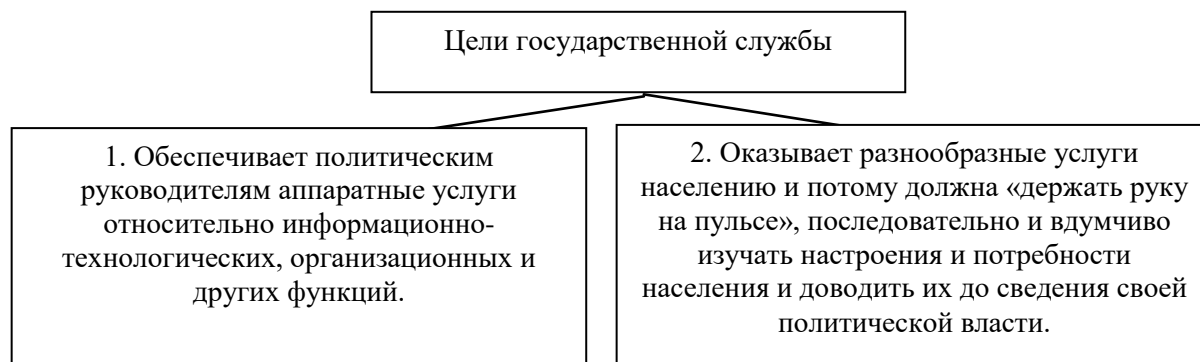 Цели государственной службы
1. Обеспечивает политическим
руководителям аппаратные услуги
относительно информационно-
технологических, организационных и
других функций.
2. Оказывает разнообразные услуги
населению и потому должна «держать руку
на пульсе», последовательно и вдумчиво
изучать настроения и потребности
населения и доводить их до сведения своей
политической власти.